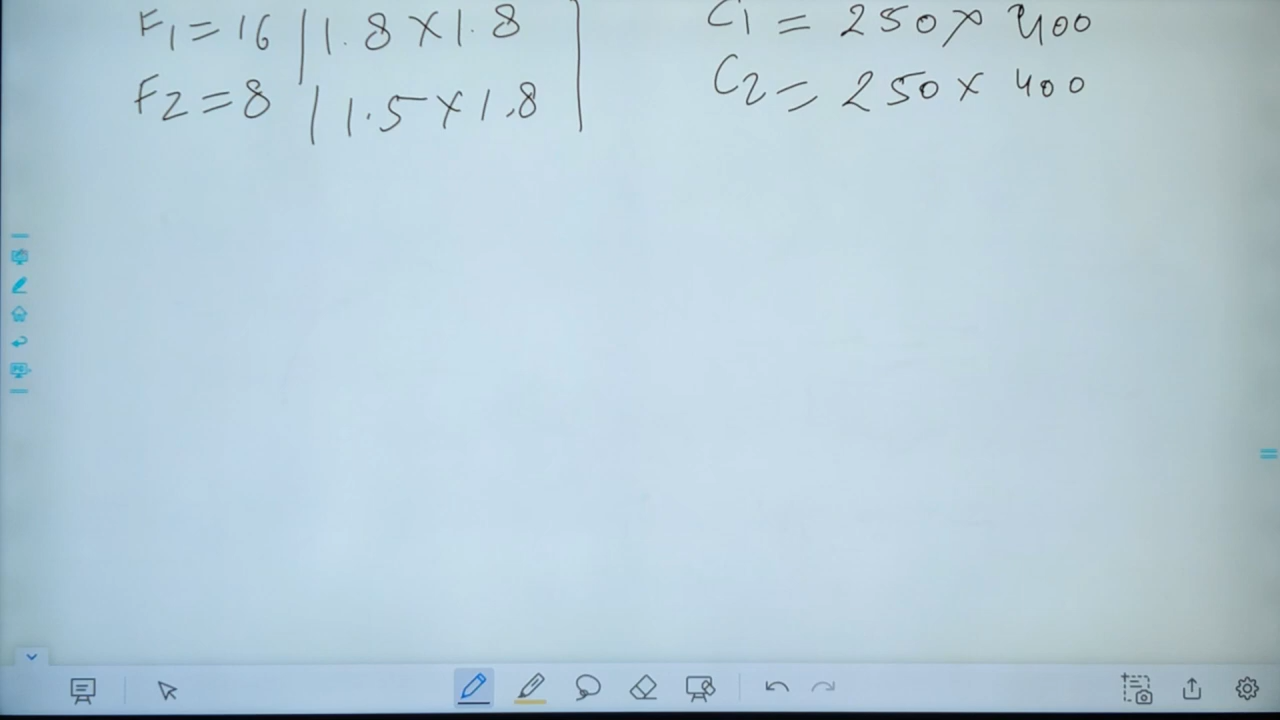 F1 = 16 | 1.8 × 1.8 |
F2 = 8 | 1.5 × 1.8 |
C1 = 250 × 400
C2 = 250 × 400